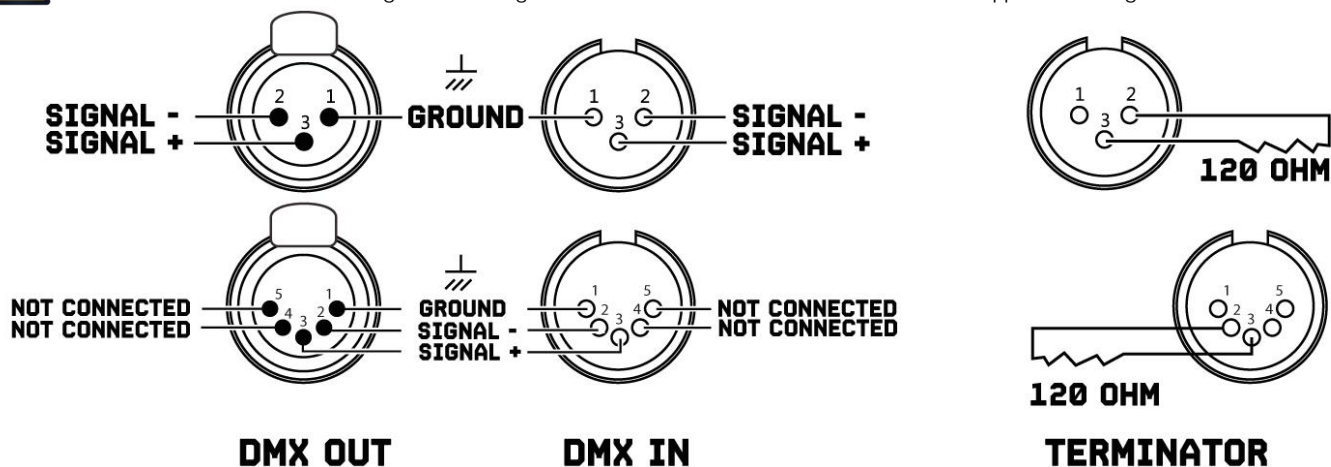 2 1
SIGNAL -
GROUND
1 2
SIGNAL -
3
SIGNAL +
3
SIGNAL +
1 2
3
120 OHM
5 1
NOT CONNECTED
GROUND
1 5
NOT CONNECTED
4 2
NOT CONNECTED
3
SIGNAL -
2 4
NOT CONNECTED
3
SIGNAL +
1 5
2 4
3
120 OHM
DMX OUT
DMX IN
TERMINATOR